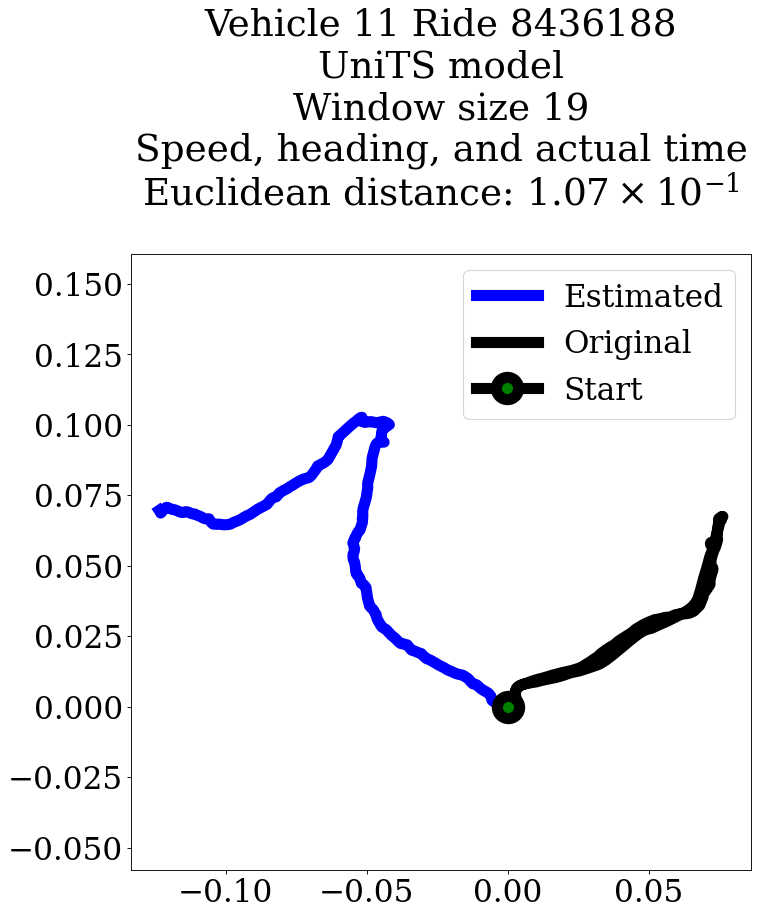 Vehicle 11 Ride 8436188
UniTS model
Window size 19
Speed, heading, and actual time
Euclidean distance: 1.07 × 10⁻¹
Estimated
Original
Start
0.150
0.125
0.100
0.075
0.050
0.025
0.000
−0.025
−0.050
−0.10 −0.05 0.00 0.05